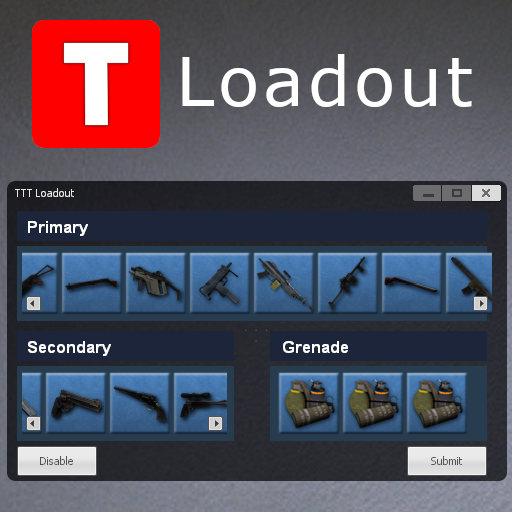 T Loadout
TTT Loadout
Primary
Secondary
Grenade
Disable
Submit